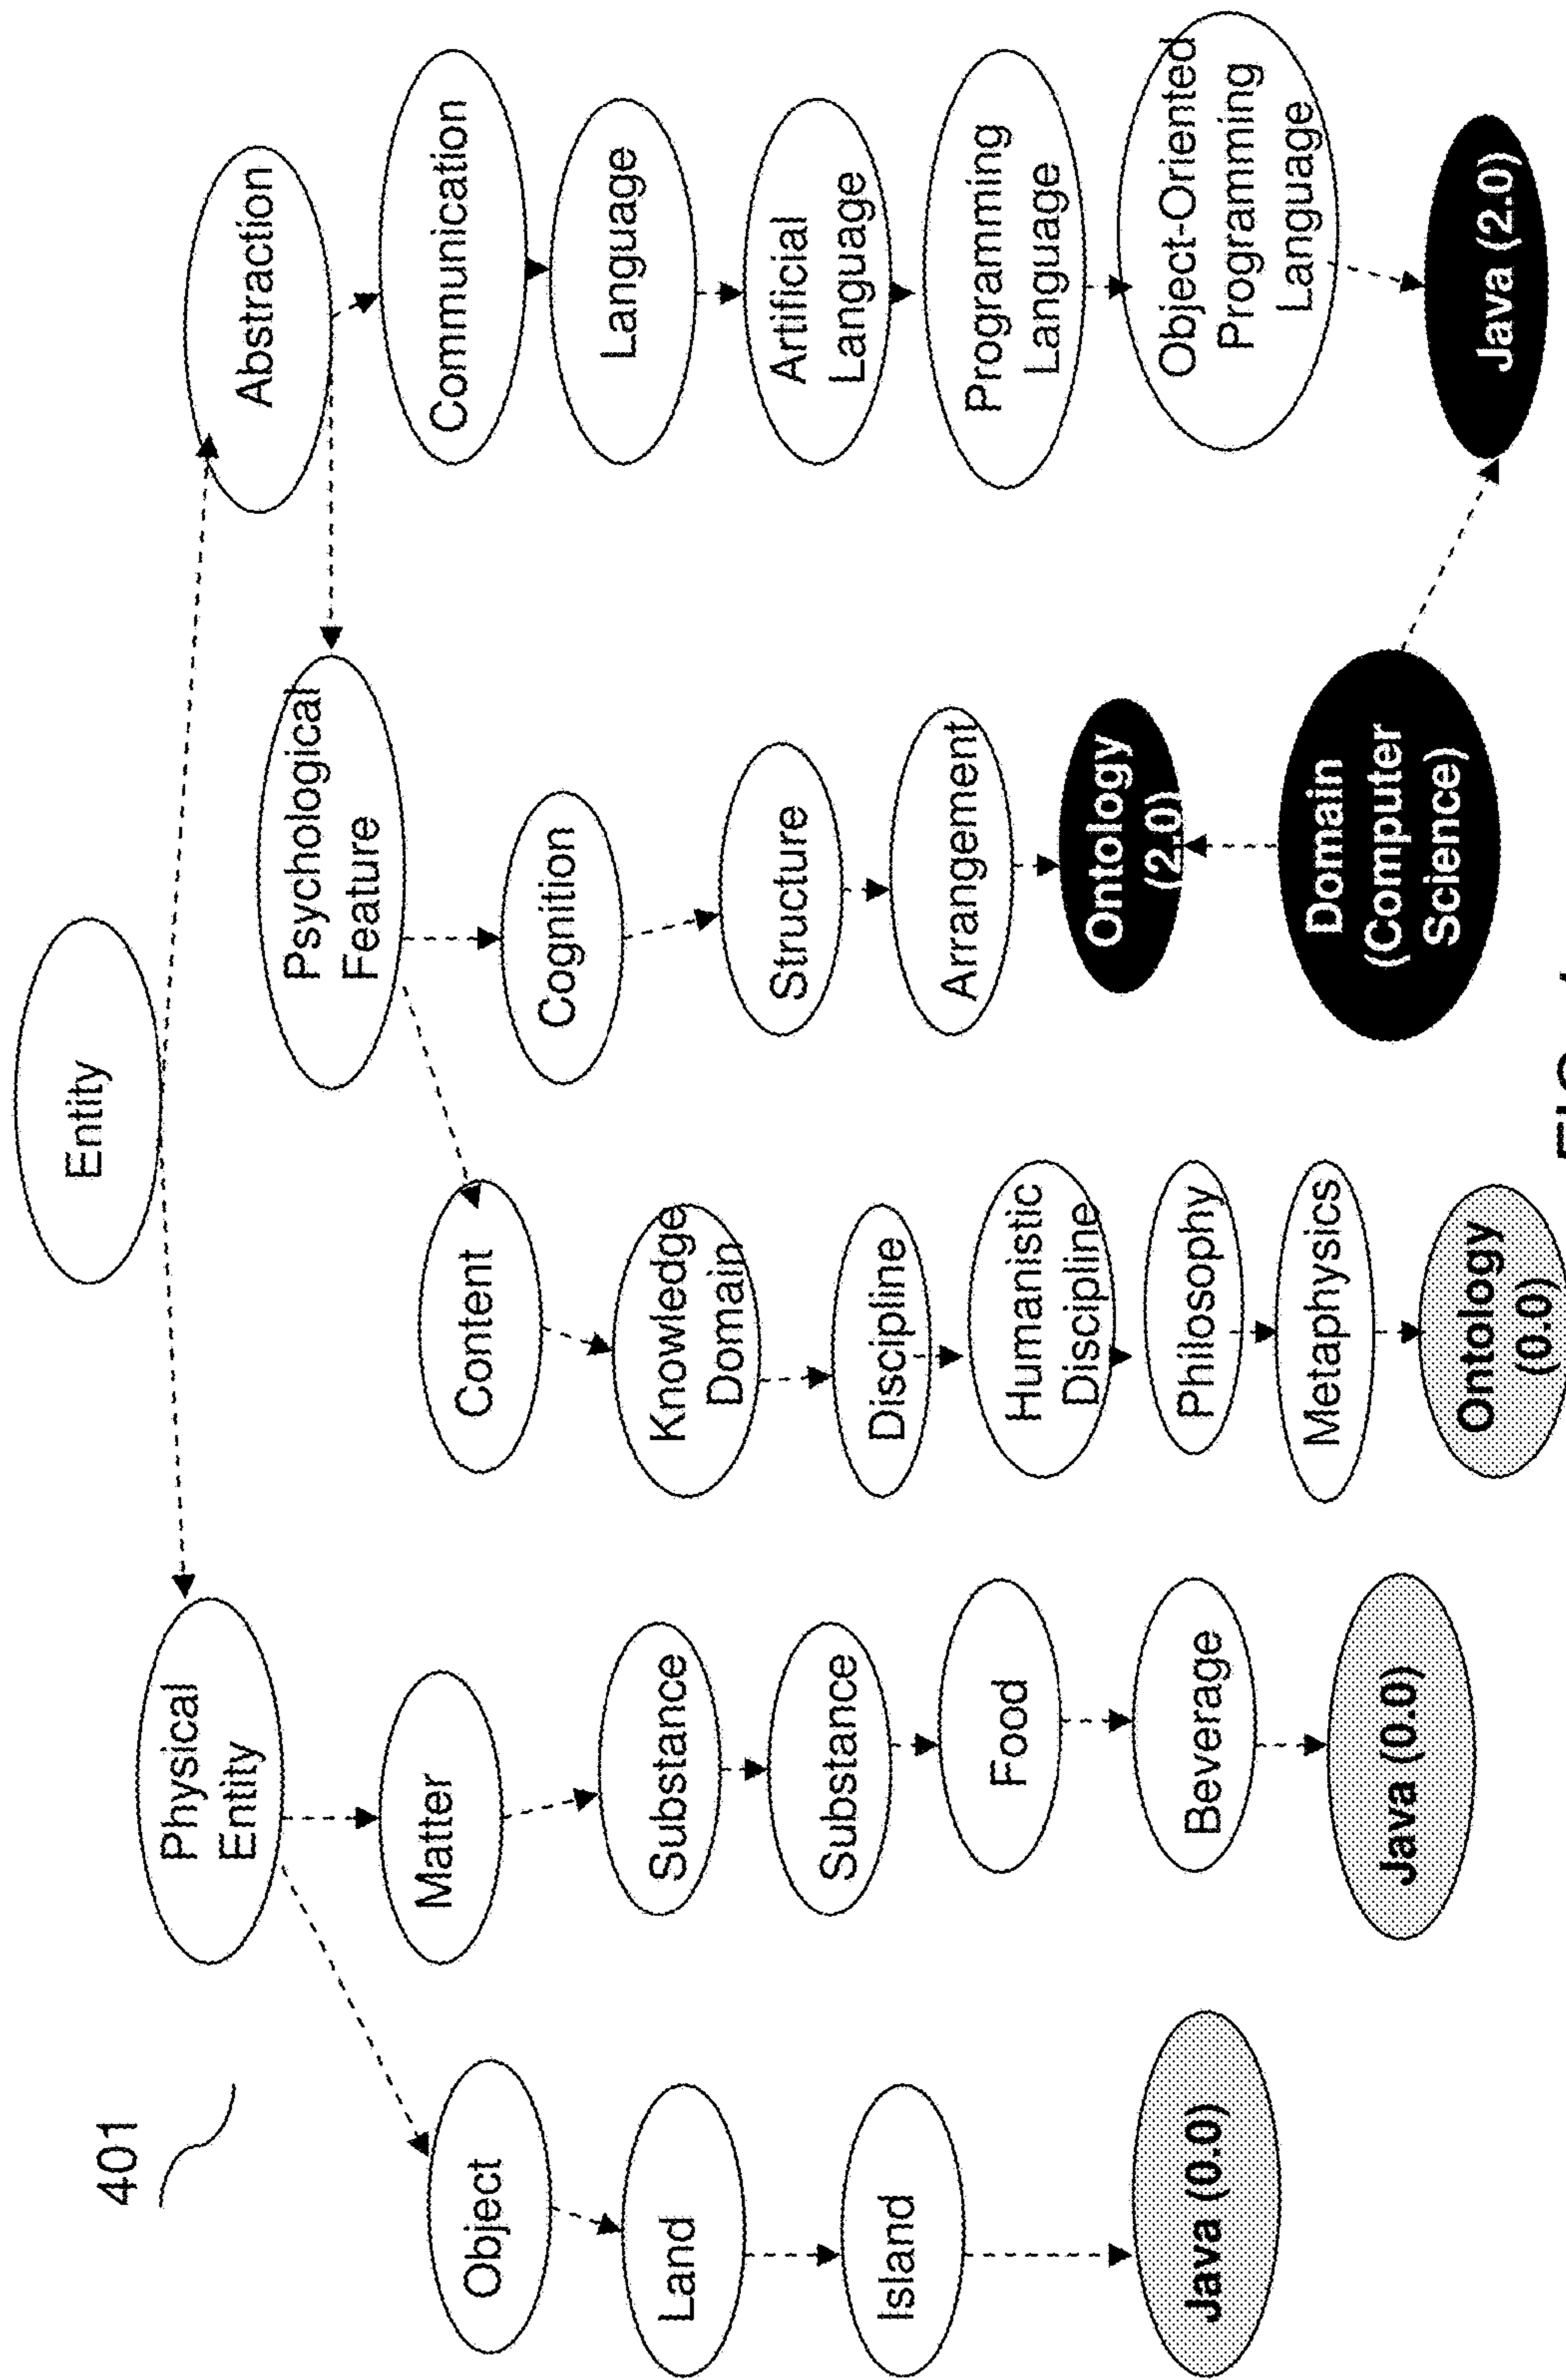 401
Entity
Physical
Entity
Abstraction
Psychological
Feature
Object
Matter
Content
Cognition
Communication
Land
Substance
Knowledge
Domain
Structure
Language
Island
Substance
Discipline
Arrangement
Artificial
Language
Food
Humanistic
Discipline
Programming
Language
Java (0.0)
Beverage
Philosophy
Ontology
(2.0)
Object-Oriented
Programming
Language
Metaphysics
Java (0.0)
Ontology
(0.0)
Domain
(Computer
Science)
Java (2.0)